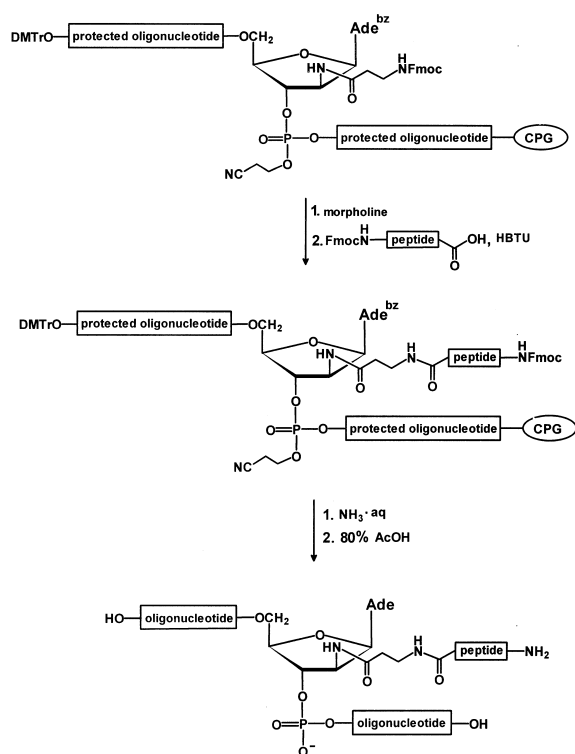 Ade^bz
DMTrO–protected oligonucleotide–OCH2
O
HN
NHFmoc
O
O
O=P–O–protected oligonucleotide–CPG
O
NC
1. morpholine
2. FmocN H–peptide–OH, HBTU
O
Ade^bz
DMTrO–protected oligonucleotide–OCH2
O
HN
H N
peptide–NFmoc H
O
O
O
O=P–O–protected oligonucleotide–CPG
O
NC
1. NH3·aq
2. 80% AcOH
Ade
HO–oligonucleotide–OCH2
O
HN
H N
peptide–NH2
O
O
O
O=P–O–oligonucleotide–OH
O−